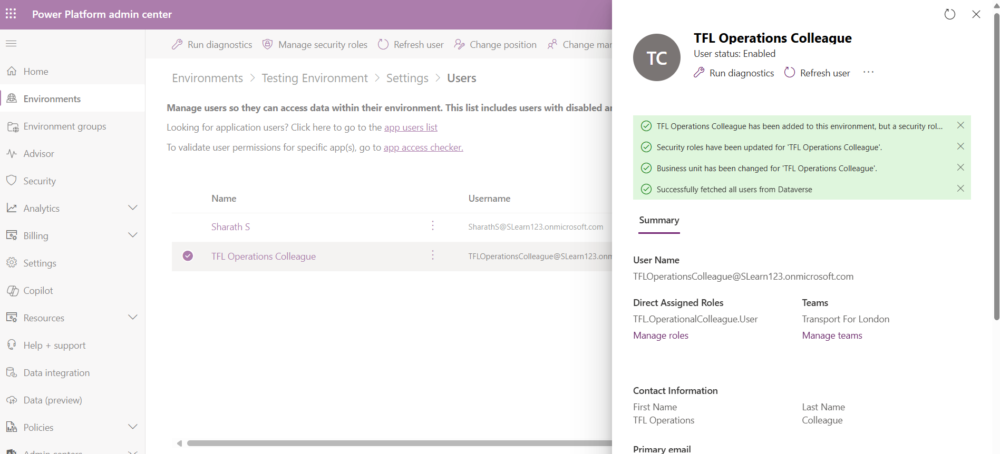 Power Platform admin center
Home
Environments
Environment groups
Advisor
Security
Analytics
Billing
Settings
Copilot
Resources
Help + support
Data integration
Data (preview)
Policies
Admin centers
Run diagnostics
Manage security roles
Refresh user
Change position
Change mar
Environments > Testing Environment > Settings > Users
Manage users so they can access data within their environment. This list includes users with disabled ar
Looking for application users? Click here to go to the app users list
To validate user permissions for specific app(s), go to app access checker.
Name Username
Sharath S SharathS@SLearn123.onmicrosoft.com
TFL Operations Colleague TFLOperationsColleague@SLearn123.onm
TC
TFL Operations Colleague
User status: Enabled
Run diagnostics Refresh user ...
TFL Operations Colleague has been added to this environment, but a security rol...
Security roles have been updated for 'TFL Operations Colleague'.
Business unit has been changed for 'TFL Operations Colleague'.
Successfully fetched all users from Dataverse
Summary
User Name
TFLOperationsColleague@SLearn123.onmicrosoft.com
Direct Assigned Roles Teams
TFL.OperationalColleague.User Transport For London
Manage roles Manage teams
Contact Information
First Name Last Name
TFL Operations Colleague
Primary email